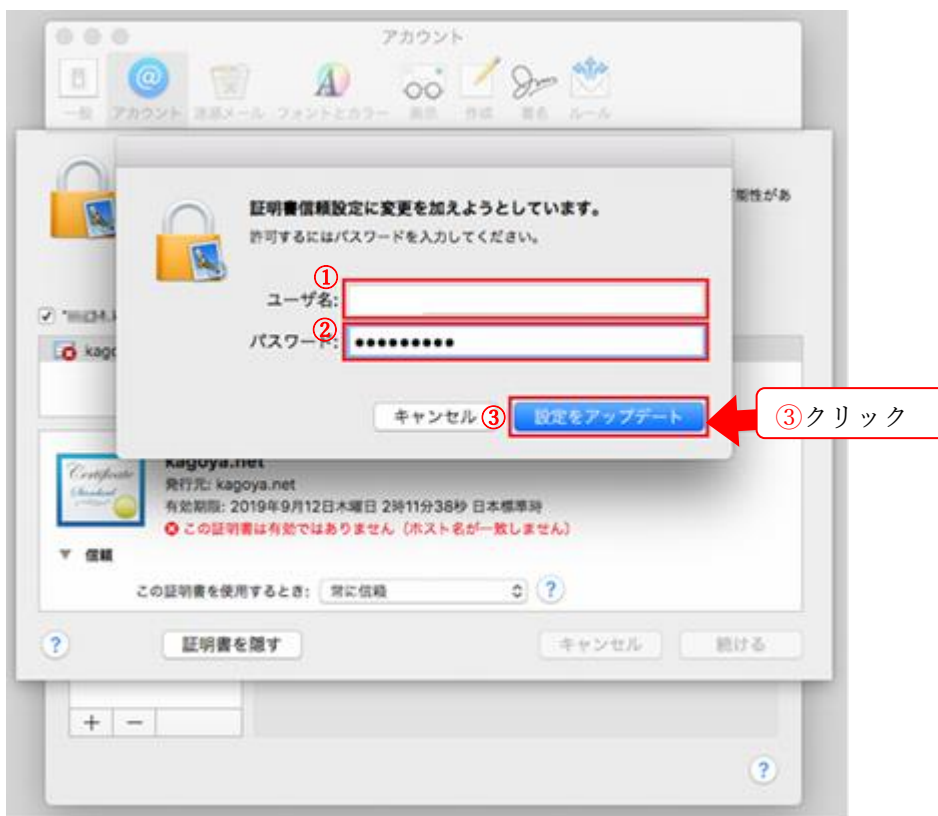 アカウント
一般 アカウント 迷惑メール フォントとカラー 表示 作成 署名 ルール
能性があ
証明書信頼設定に変更を加えようとしています。
許可するにはパスワードを入力してください。
①
ユーザ名:
②
パスワード: ●●●●●●●●●
kago
キャンセル ③ 設定をアップデート
③クリック
kagoya.net
発行元: kagoya.net
有効期限: 2019年9月12日木曜日 2時11分38秒 日本標準時
この証明書は有効ではありません（ホスト名が一致しません）
信頼
この証明書を使用するとき: 常に信頼 ?
? 証明書を隠す キャンセル 続ける
+ −
?